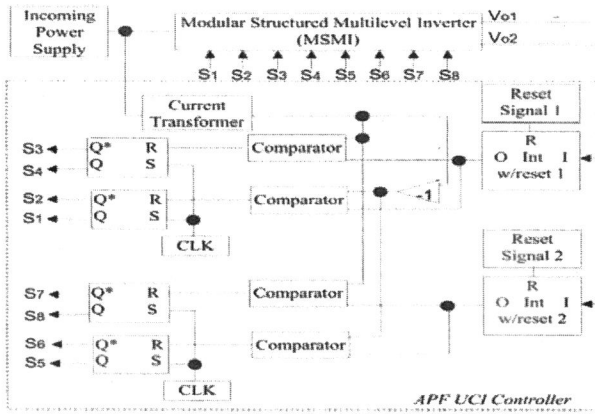 Incoming
Power
Supply
Modular Structured Multilevel Inverter
(MSMI)
Vo1
Vo2
S1 S2 S3 S4 S5 S6 S7 S8
Current
Transformer
Reset
Signal 1
S3
Q* R
Comparator
R
O Int I
w/reset 1
S4
Q S
S2
Q* R
Comparator
-1
S1
Q S
CLK
Reset
Signal 2
S7
Q* R
Comparator
R
O Int I
w/reset 2
S8
Q S
S6
Q* R
Comparator
S5
Q S
CLK
APF UCI Controller